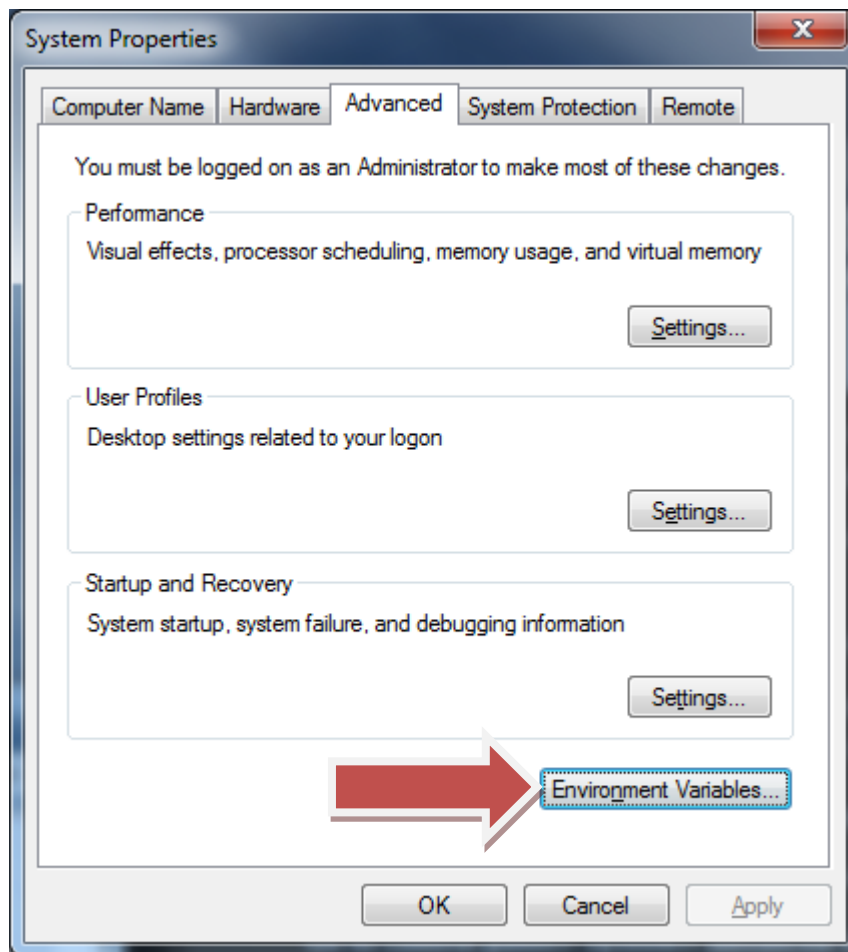 System Properties
Computer Name Hardware Advanced System Protection Remote
You must be logged on as an Administrator to make most of these changes.
Performance
Visual effects, processor scheduling, memory usage, and virtual memory
Settings...
User Profiles
Desktop settings related to your logon
Settings...
Startup and Recovery
System startup, system failure, and debugging information
Settings...
Environment Variables...
OK Cancel Apply